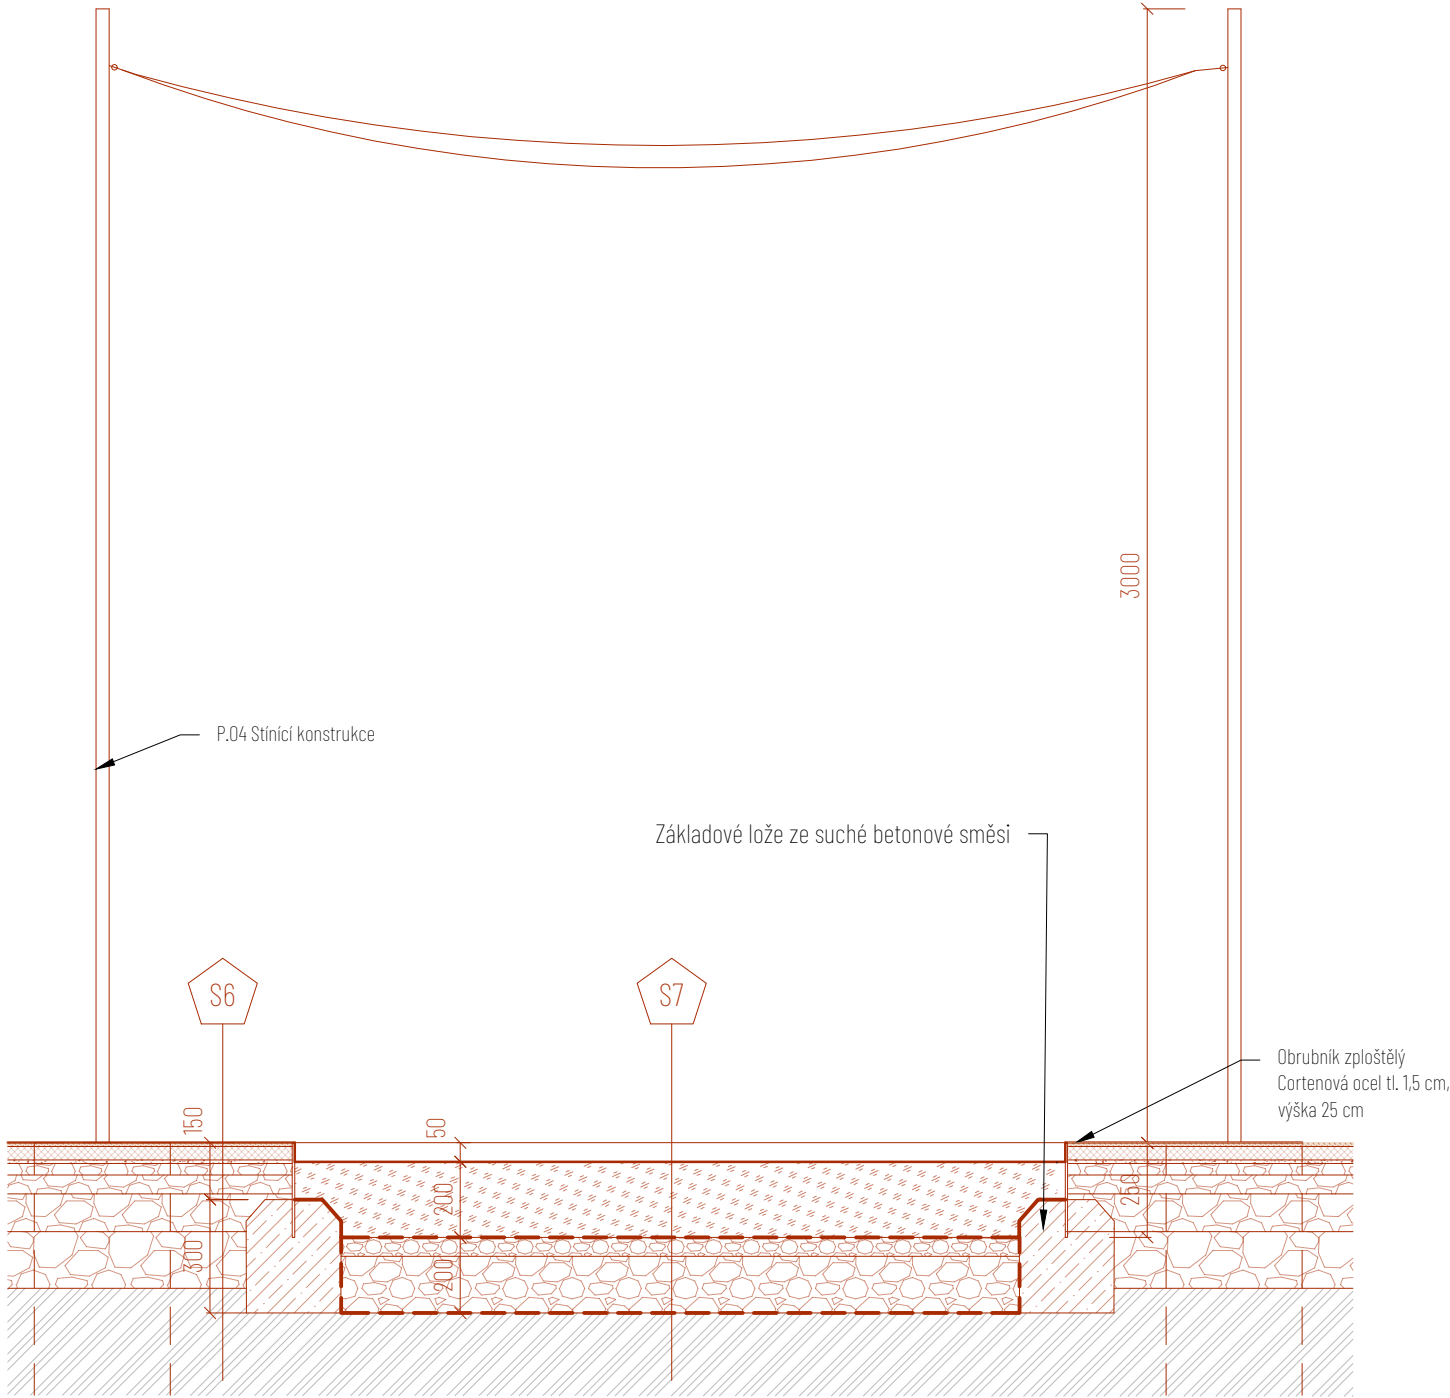 3000
P.04 Stínící konstrukce
Základové lože ze suché betonové směsi
S6
S7
Obrubník zploštělý
Cortenová ocel tl. 1,5 cm,
výška 25 cm
150
50
200
250
300
200